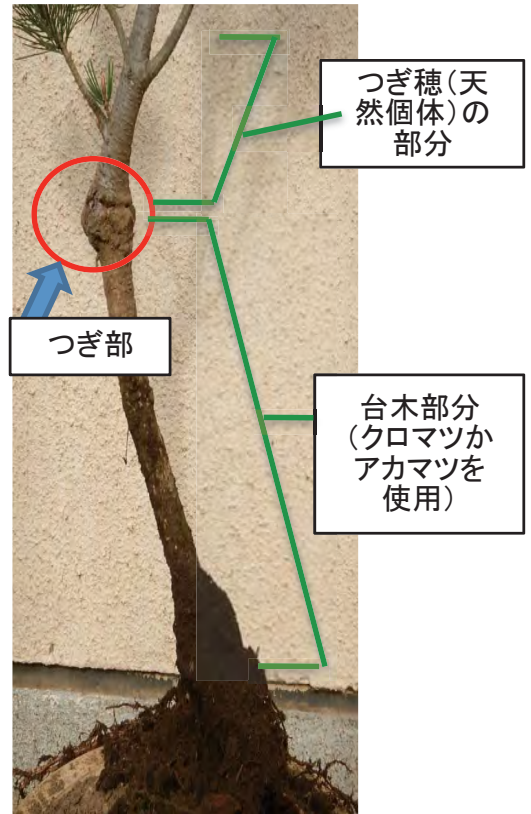 つぎ穂（天
然個体）の
部分
つぎ部
台木部分
（クロマツか
アカマツを
使用）